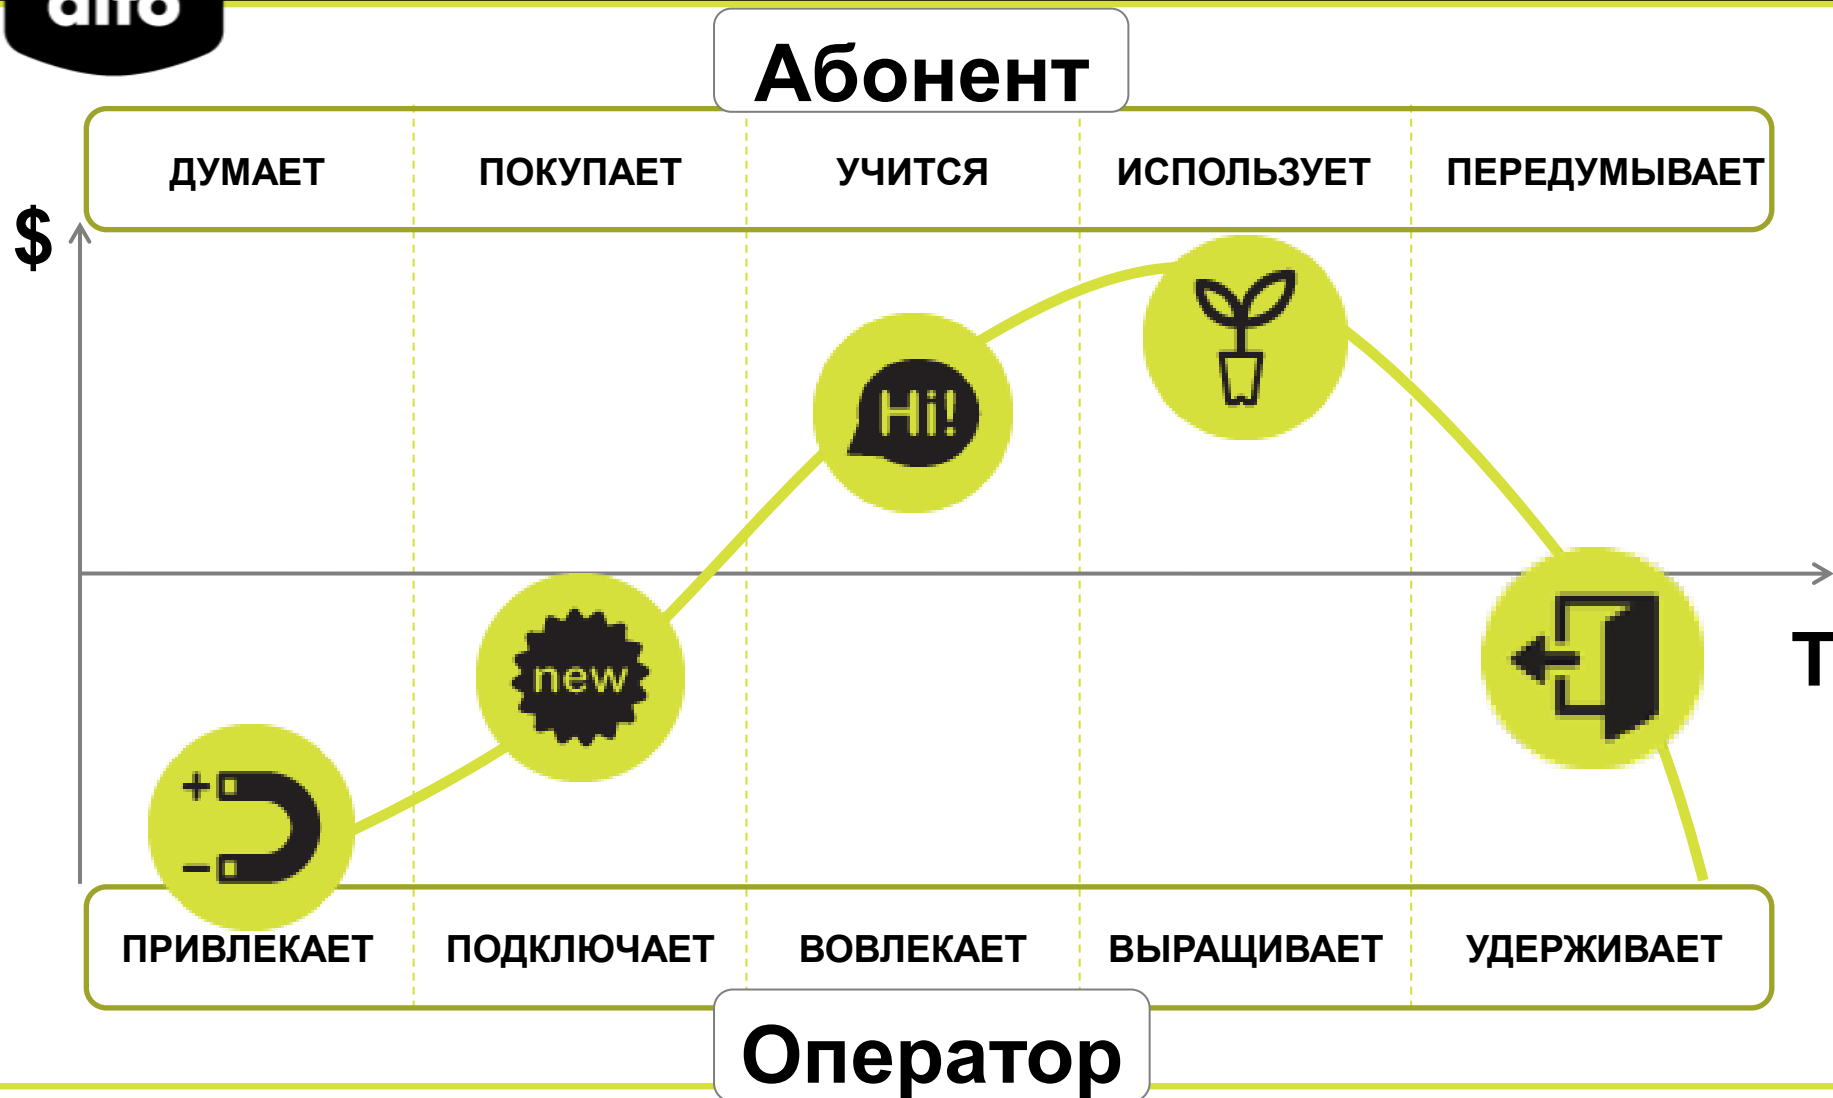 Абонент
ДУМАЕТ ПОКУПАЕТ УЧИТСЯ ИСПОЛЬЗУЕТ ПЕРЕДУМЫВАЕТ
$
Hi!
new
T
+
−
ПРИВЛЕКАЕТ ПОДКЛЮЧАЕТ ВОВЛЕКАЕТ ВЫРАЩИВАЕТ УДЕРЖИВАЕТ
Оператор